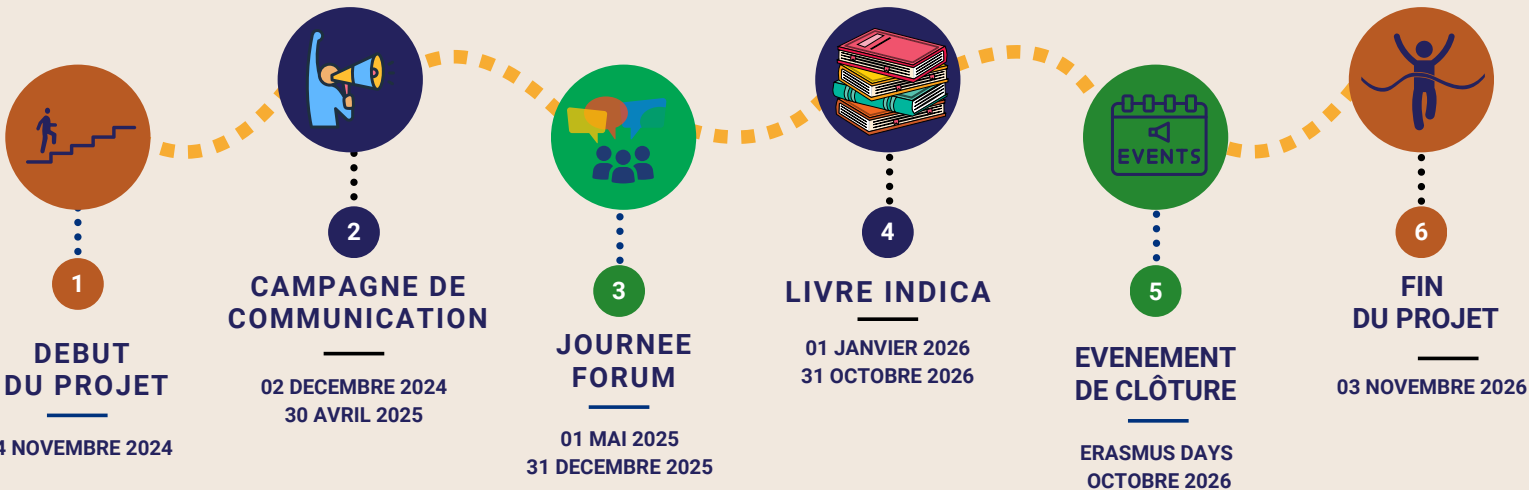 1
DEBUT
DU PROJET
4 NOVEMBRE 2024
2
CAMPAGNE DE
COMMUNICATION
02 DECEMBRE 2024
30 AVRIL 2025
3
JOURNEE
FORUM
01 MAI 2025
31 DECEMBRE 2025
4
LIVRE INDICA
01 JANVIER 2026
31 OCTOBRE 2026
EVENTS
5
EVENEMENT
DE CLÔTURE
ERASMUS DAYS
OCTOBRE 2026
6
FIN
DU PROJET
03 NOVEMBRE 2026